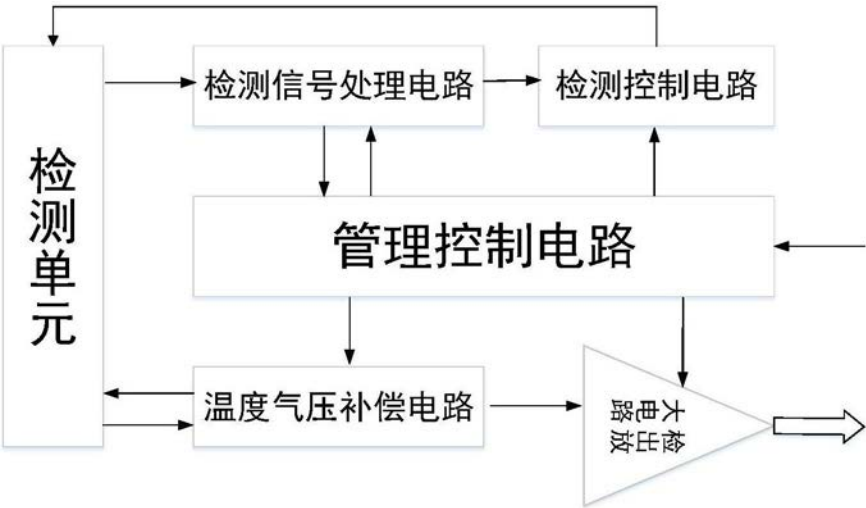 检测信号处理电路
检测控制电路
检测单元
管理控制电路
温度气压补偿电路
检出放
大电路